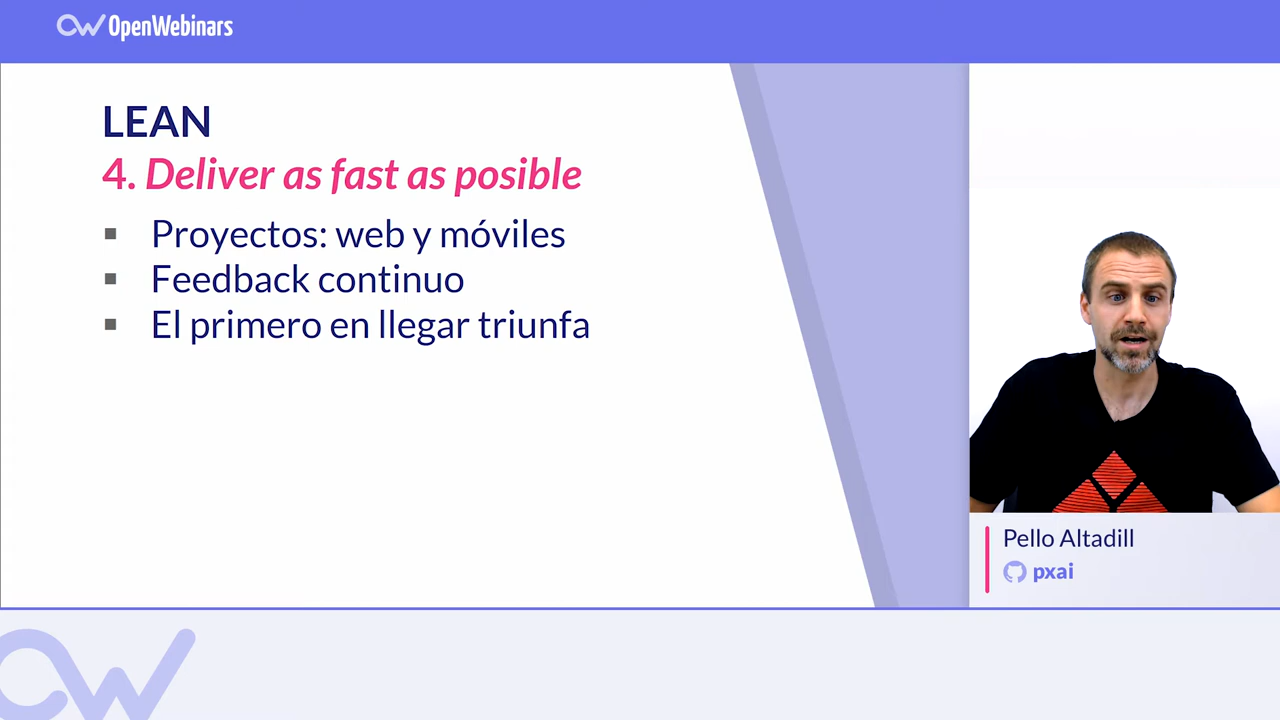 OpenWebinars
LEAN
4. Deliver as fast as posible
▪ Proyectos: web y móviles
▪ Feedback continuo
▪ El primero en llegar triunfa
Pello Altadill
pxai